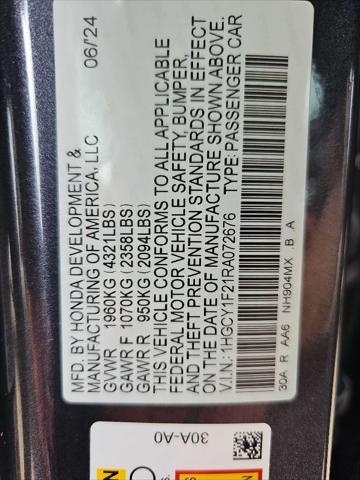 MFD. BY HONDA DEVELOPMENT &
MANUFACTURING OF AMERICA, LLC 06/'24
GVWR 1960KG (4321LBS)
GAWR F 1070KG (2358LBS)
GAWR R 950KG (2094LBS)
THIS VEHICLE CONFORMS TO ALL APPLICABLE
FEDERAL MOTOR VEHICLE SAFETY, BUMPER,
AND THEFT PREVENTION STANDARDS IN EFFECT
ON THE DATE OF MANUFACTURE SHOWN ABOVE.
V.I.N.: 1HGCY1F21RA072676 TYPE: PASSENGER CAR
30A R AA6 NH904MX .B .A
30A-A0